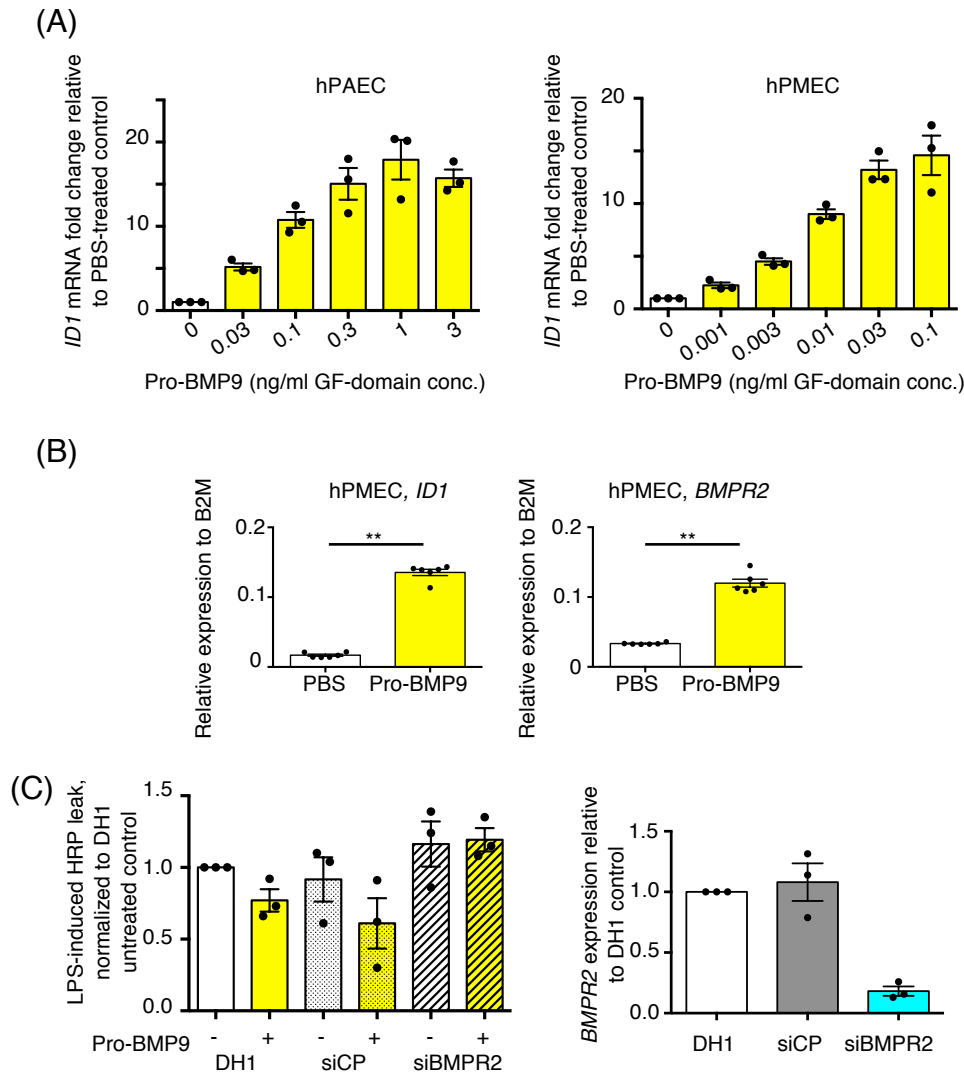 (A)
hPAEC
ID1 mRNA fold change relative
to PBS-treated control
20
10
0
0
0.03
0.1
0.3
1
3
Pro-BMP9 (ng/ml GF-domain conc.)
hPMEC
ID1 mRNA fold change relative
to PBS-treated control
20
15
10
5
0
0
0.001
0.003
0.01
0.03
0.1
Pro-BMP9 (ng/ml GF-domain conc.)
(B)
hPMEC, ID1
Relative expression to B2M
0.2
0.1
0
**
PBS
Pro-BMP9
hPMEC, BMPR2
Relative expression to B2M
0.2
0.1
0
**
PBS
Pro-BMP9
(C)
LPS-induced HRP leak,
normalized to DH1
untreated control
1.5
1.0
0.5
0.0
Pro-BMP9 - + - + - +
DH1 siCP siBMPR2
BMPR2 expression relative
to DH1 control
1.5
1.0
0.5
0.0
DH1 siCP siBMPR2